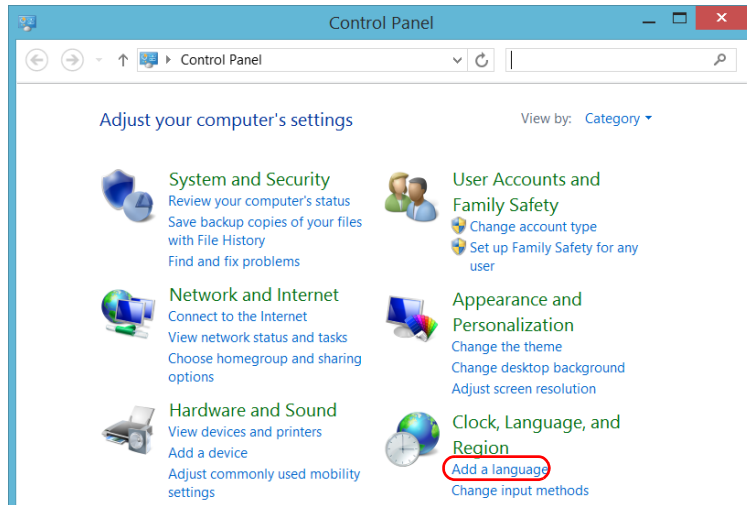 Control Panel
Control Panel
Adjust your computer's settings
View by: Category
System and Security
Review your computer's status
Save backup copies of your files
with File History
Find and fix problems
Network and Internet
Connect to the Internet
View network status and tasks
Choose homegroup and sharing
options
Hardware and Sound
View devices and printers
Add a device
Adjust commonly used mobility
settings
User Accounts and
Family Safety
Change account type
Set up Family Safety for any
user
Appearance and
Personalization
Change the theme
Change desktop background
Adjust screen resolution
Clock, Language, and
Region
Add a language
Change input methods